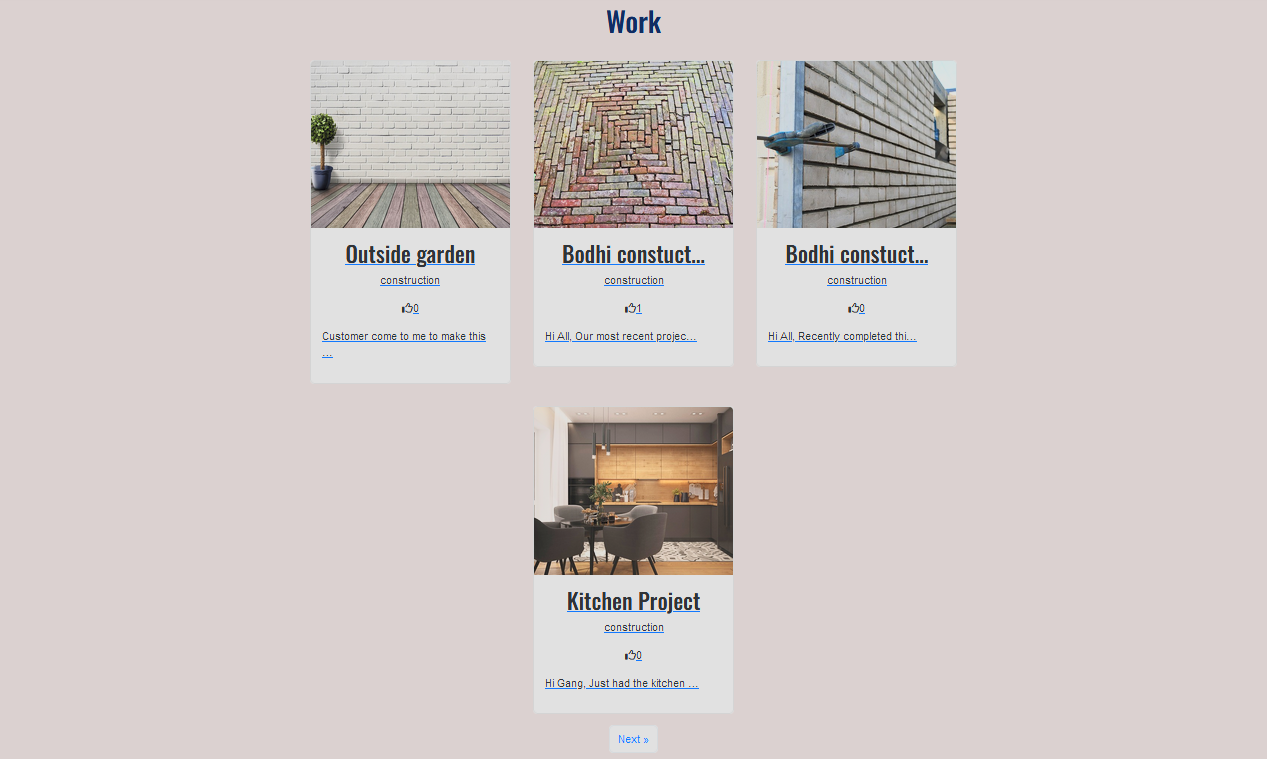 Work
Outside garden
construction
0
Customer come to me to make this
...
Bodhi constuct...
construction
1
Hi All, Our most recent projec...
Bodhi constuct...
construction
0
Hi All, Recently completed thi...
Kitchen Project
construction
0
Hi Gang, Just had the kitchen ...
Next »